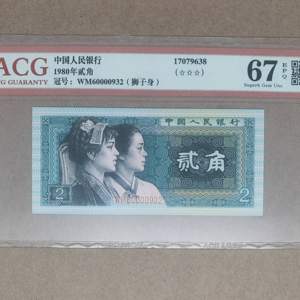 ACG
中国人民银行
1980年贰角
冠号：WM60000932（狮子身）
17079638
(☆☆☆)
67 EPQ
Superb Gem Unc
中国人民银行
贰角
2
2
WM60000932